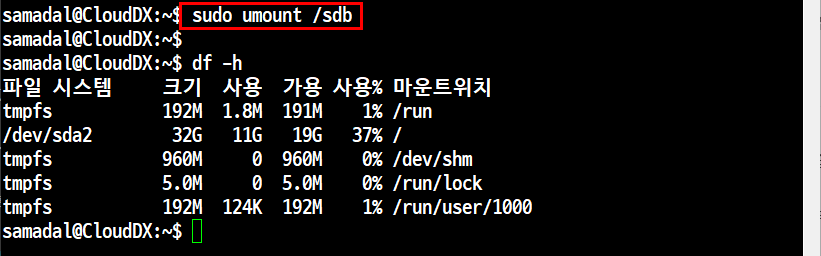 samadal@CloudDX:~$ sudo umount /sdb
samadal@CloudDX:~$
samadal@CloudDX:~$ df -h
파일 시스템 크기 사용 가용 사용% 마운트위치
tmpfs 192M 1.8M 191M 1% /run
/dev/sda2 32G 11G 19G 37% /
tmpfs 960M 0 960M 0% /dev/shm
tmpfs 5.0M 0 5.0M 0% /run/lock
tmpfs 192M 124K 192M 1% /run/user/1000
samadal@CloudDX:~$